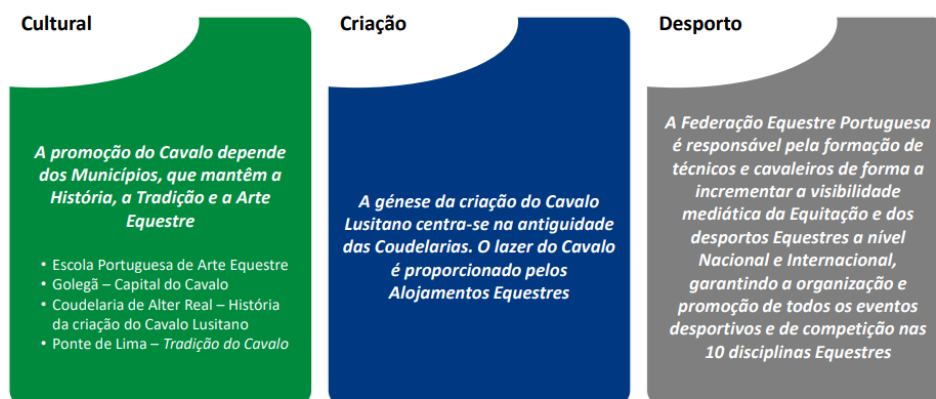 Cultural
A promoção do Cavalo depende
dos Municípios, que mantêm a
História, a Tradição e a Arte
Equestre
• Escola Portuguesa de Arte Equestre
• Golegã – Capital do Cavalo
• Coudelaria de Alter Real – História
da criação do Cavalo Lusitano
• Ponte de Lima – Tradição do Cavalo
Criação
A génese da criação do Cavalo
Lusitano centra-se na antiguidade
das Coudelarias. O lazer do Cavalo
é proporcionado pelos
Alojamentos Equestres
Desporto
A Federação Equestre Portuguesa
é responsável pela formação de
técnicos e cavaleiros de forma a
incrementar a visibilidade
mediática da Equitação e dos
desportos Equestres a nível
Nacional e Internacional,
garantindo a organização e
promoção de todos os eventos
desportivos e de competição nas
10 disciplinas Equestres